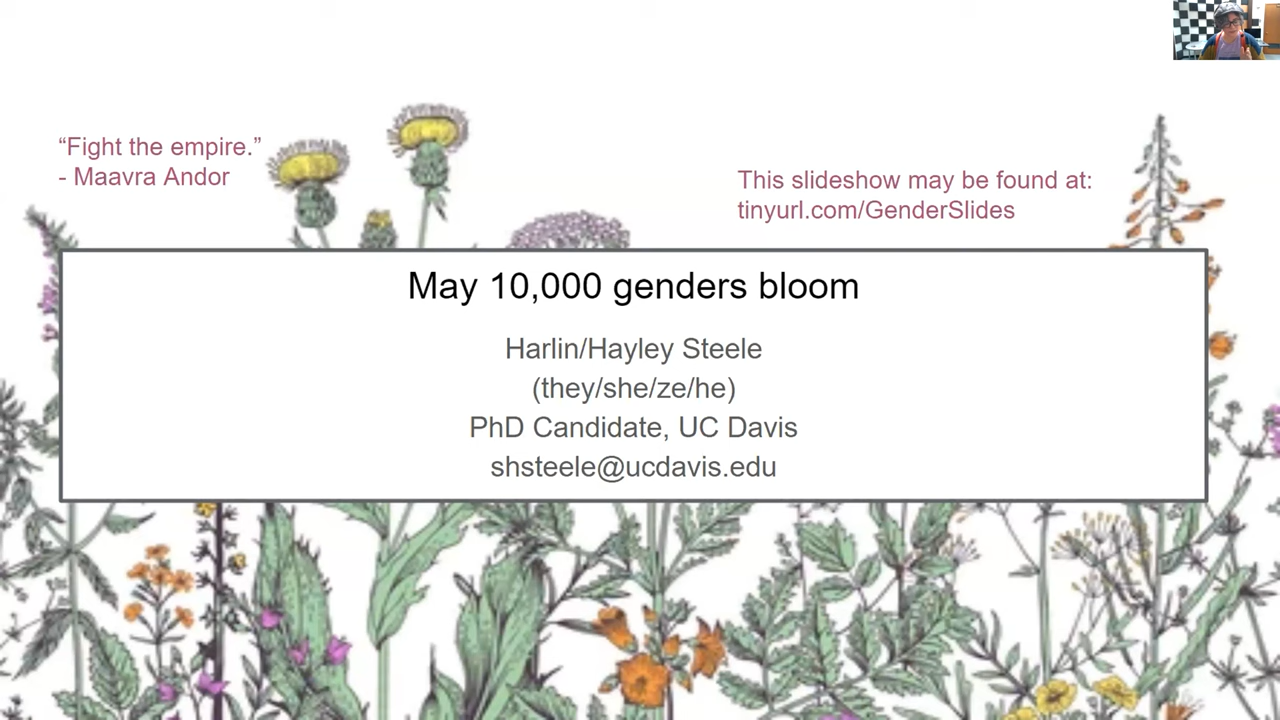 “Fight the empire.”
- Maavra Andor
This slideshow may be found at:
tinyurl.com/GenderSlides
May 10,000 genders bloom
Harlin/Hayley Steele
(they/she/ze/he)
PhD Candidate, UC Davis
shsteele@ucdavis.edu